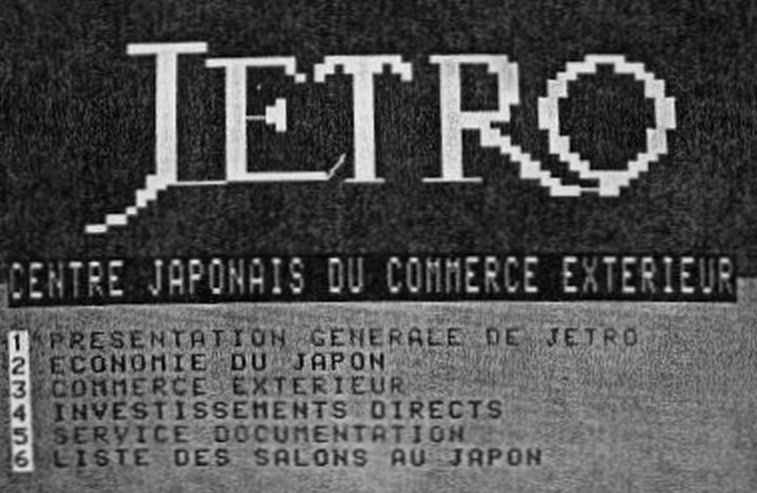 JETRO
CENTRE JAPONAIS DU COMMERCE EXTERIEUR
1 PRESENTATION GENERALE DE JETRO
2 ECONOMIE DU JAPON
3 COMMERCE EXTERIEUR
4 INVESTISSEMENTS DIRECTS
5 SERVICE DOCUMENTATION
6 LISTE DES SALONS AU JAPON